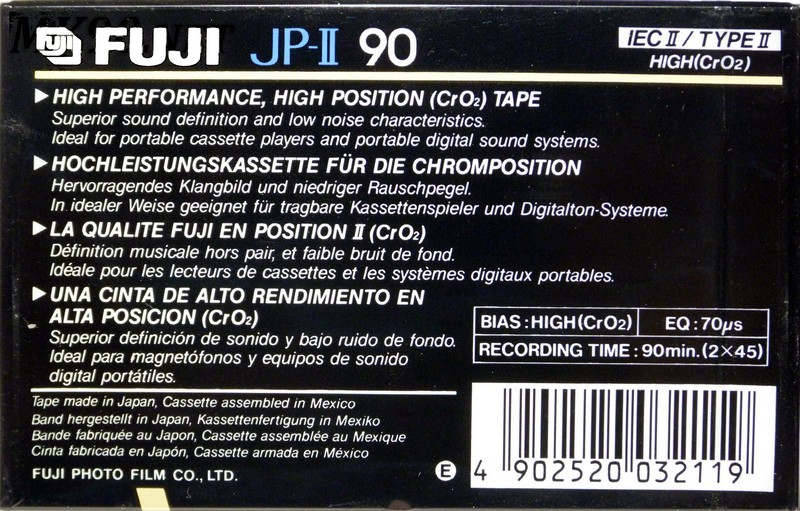 FUJI FUJI JP-II 90
IEC II/TYPE II
HIGH(CrO₂)
▶HIGH PERFORMANCE, HIGH POSITION (CrO₂) TAPE
Superior sound definition and low noise characteristics.
Ideal for portable cassette players and portable digital sound systems.
▶HOCHLEISTUNGSKASSETTE FÜR DIE CHROMPOSITION
Hervorragendes Klangbild und niedriger Rauschpegel.
In idealer Weise geeignet für tragbare Kassettenspieler und Digitalton-Systeme.
▶LA QUALITE FUJI EN POSITION II (CrO₂)
Définition musicale hors pair, et faible bruit de fond.
Idéale pour les lecteurs de cassettes et les systèmes digitaux portables.
▶UNA CINTA DE ALTO RENDIMIENTO EN
ALTA POSICION (CrO₂)
Superior definición de sonido y bajo ruido de fondo.
Ideal para magnetófonos y equipos de sonido
digital portátiles.
BIAS : HIGH (CrO₂) EQ : 70μs
RECORDING TIME : 90min. (2×45)
Tape made in Japan, Cassette assembled in Mexico
Band hergestellt in Japan, Kassettenfertigung in Mexiko
Bande fabriquée au Japon, Cassette assemblée au Mexique
Cinta fabricada en Japón, Cassette armada en México
FUJI PHOTO FILM CO., LTD.
E
4 902520 032119